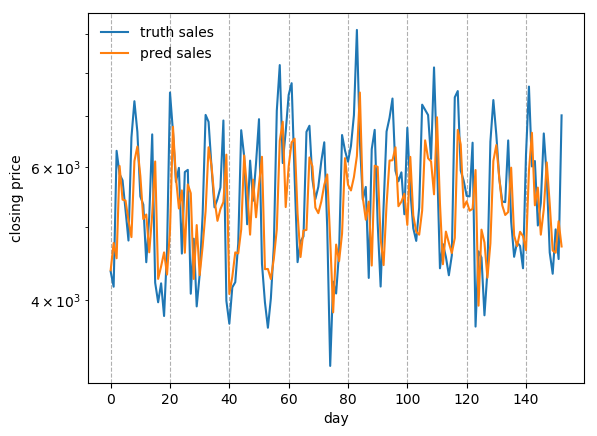 truth sales
pred sales
closing price
6 × 10³
4 × 10³
0 20 40 60 80 100 120 140
day